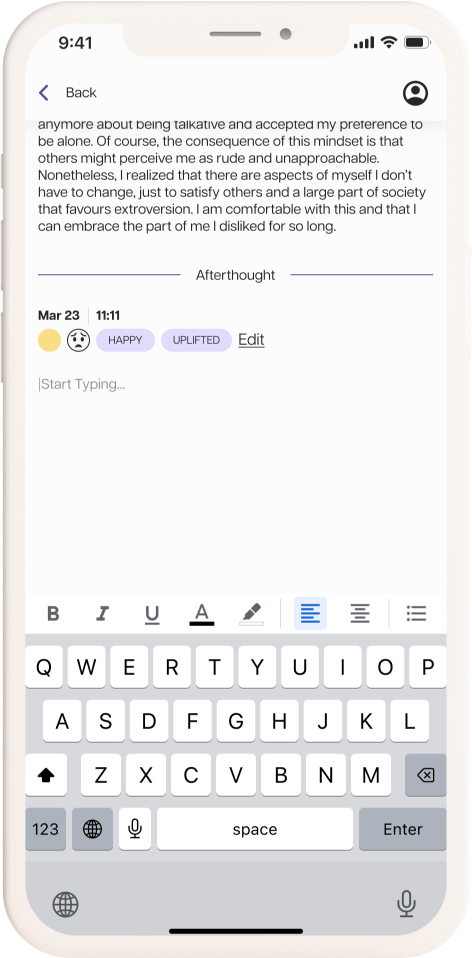 9:41
Back
anymore about being talkative and accepted my preference to
be alone. Of course, the consequence of this mindset is that
others might perceive me as rude and unapproachable.
Nonetheless, I realized that there are aspects of myself I don't
have to change, just to satisfy others and a large part of society
that favours extroversion. I am comfortable with this and that I
can embrace the part of me I disliked for so long.
Afterthought
Mar 23 11:11
HAPPY UPLIFTED Edit
Start Typing...
B I U A
Q W E R T Y U I O P
A S D F G H J K L
Z X C V B N M
123 space Enter